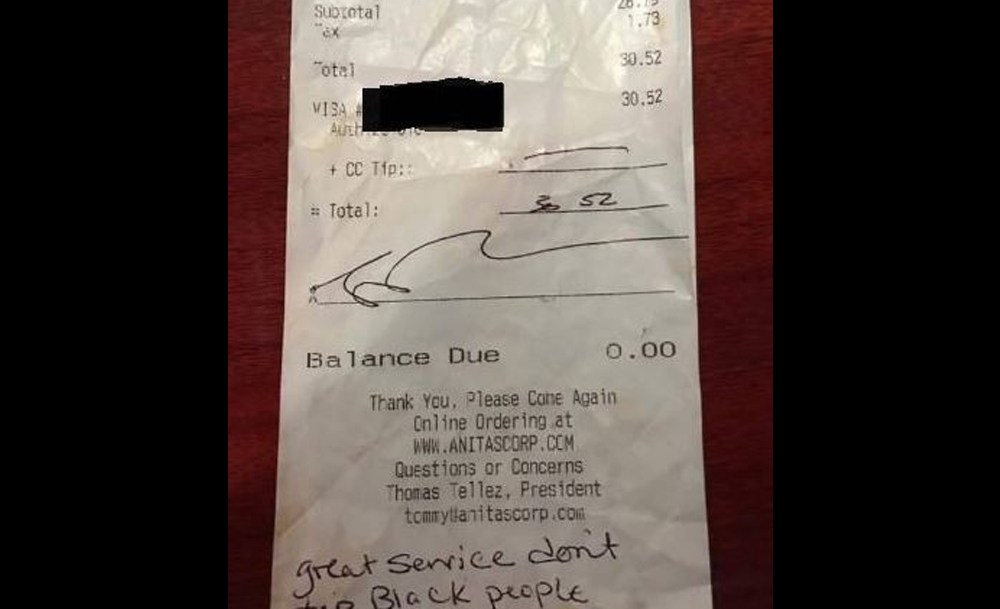 Subtotal
Tax 1.73
Total 30.52
VISA # 30.52
+ CC Tip::
= Total: 30 52
X
Balance Due 0.00
Thank You, Please Come Again
Online Ordering at
WWW.ANITASCORP.COM
Questions or Concerns
Thomas Tellez, President
tommy@anitascorp.com
great service don't
tip Black people